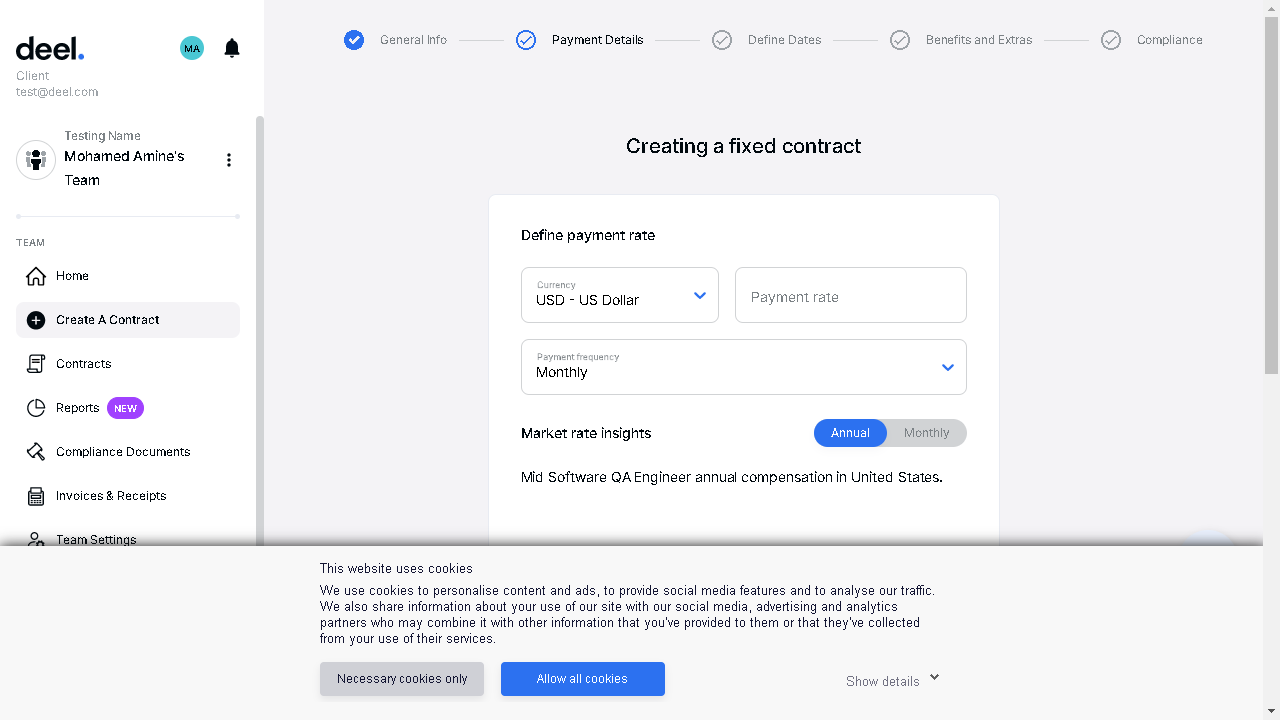 deel.
MA
Client
test@deel.com
Testing Name
Mohamed Amine's
Team
TEAM
Home
Create A Contract
Contracts
Reports NEW
Compliance Documents
Invoices & Receipts
Team Settings
General Info
Payment Details
Define Dates
Benefits and Extras
Compliance
Creating a fixed contract
Define payment rate
Currency
USD - US Dollar
Payment rate
Payment frequency
Monthly
Market rate insights
Annual Monthly
Mid Software QA Engineer annual compensation in United States.
This website uses cookies
We use cookies to personalise content and ads, to provide social media features and to analyse our traffic.
We also share information about your use of our site with our social media, advertising and analytics
partners who may combine it with other information that you've provided to them or that they've collected
from your use of their services.
Necessary cookies only
Allow all cookies
Show details